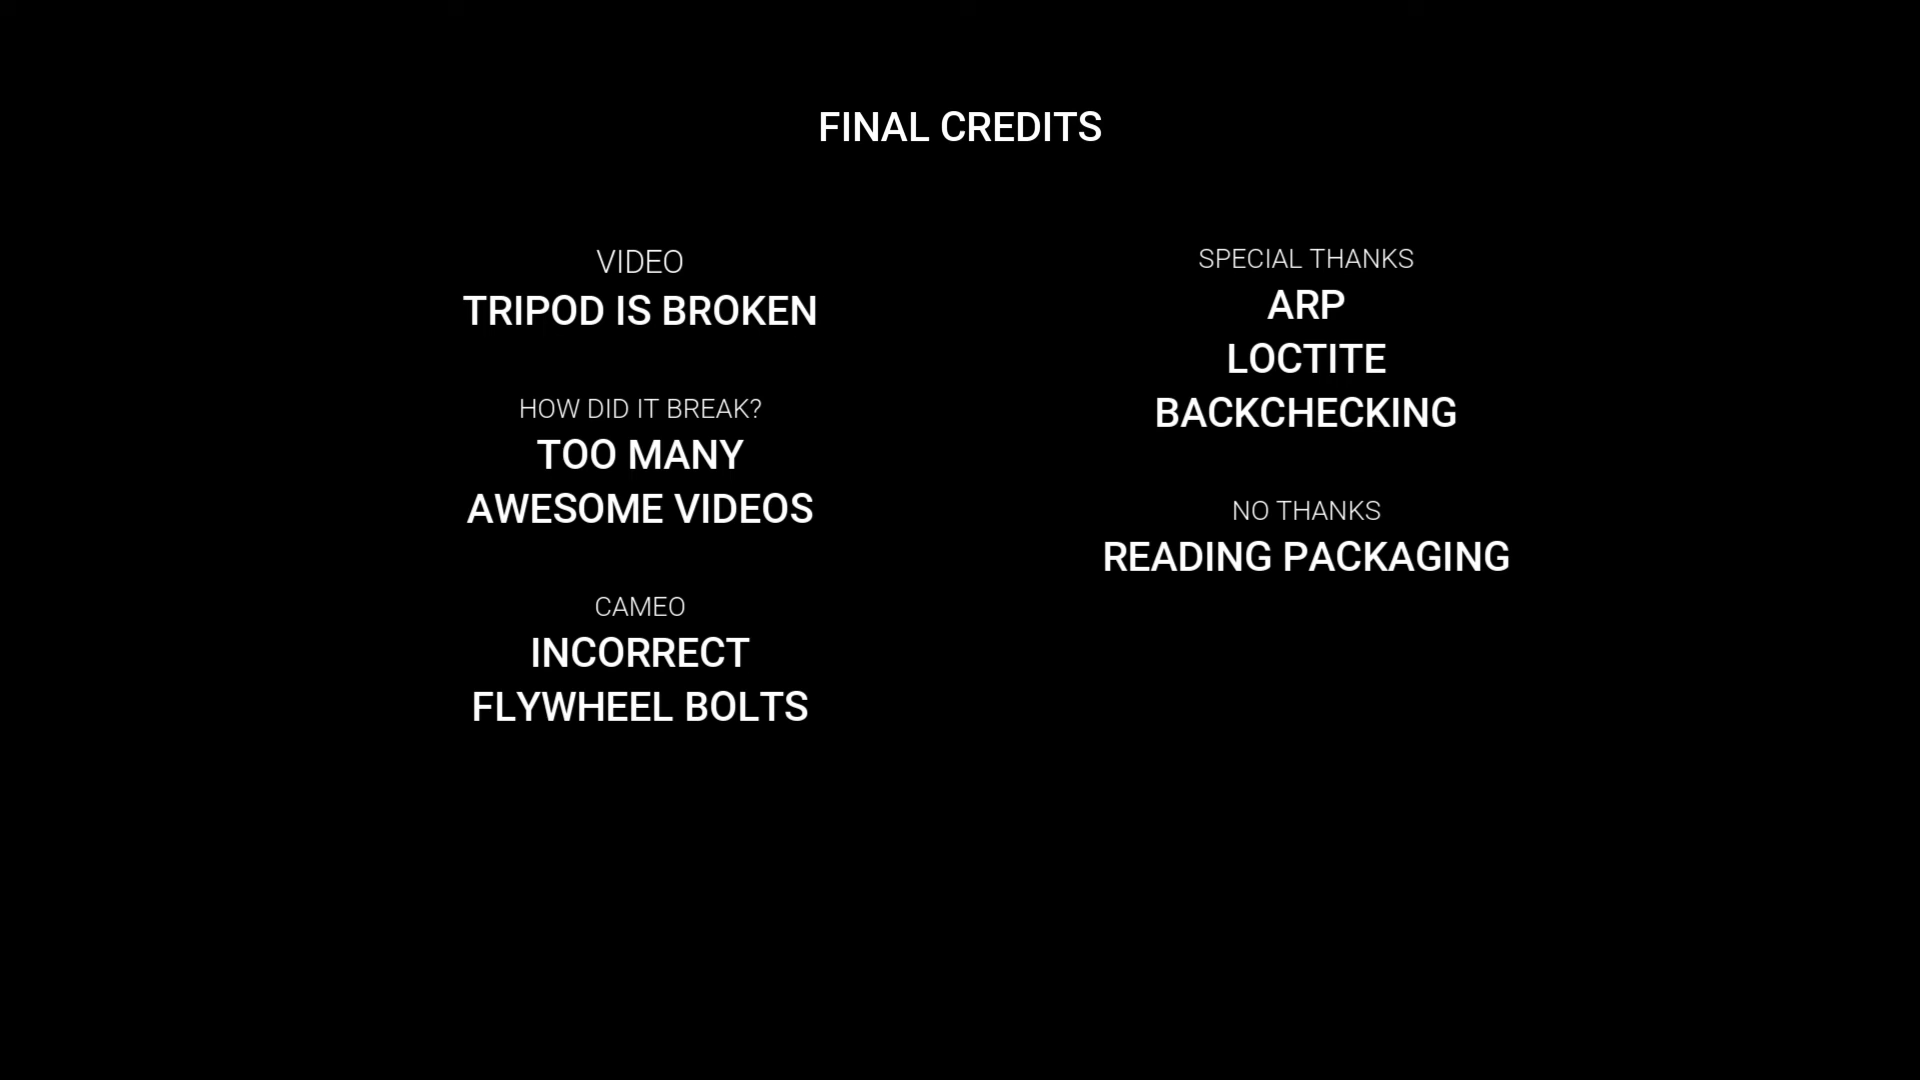 FINAL CREDITS
VIDEO
TRIPOD IS BROKEN
HOW DID IT BREAK?
TOO MANY
AWESOME VIDEOS
CAMEO
INCORRECT
FLYWHEEL BOLTS
SPECIAL THANKS
ARP
LOCTITE
BACKCHECKING
NO THANKS
READING PACKAGING